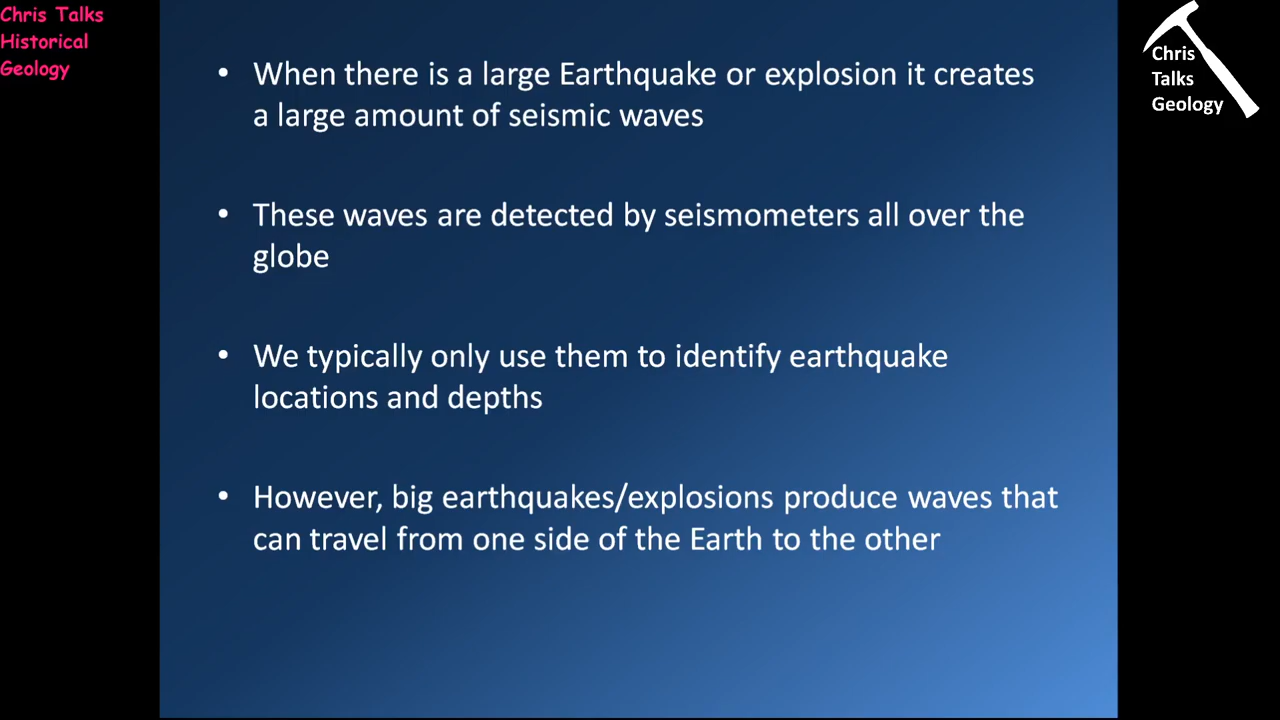 Chris Talks
Historical
Geology
• When there is a large Earthquake or explosion it creates
a large amount of seismic waves
• These waves are detected by seismometers all over the
globe
• We typically only use them to identify earthquake
locations and depths
• However, big earthquakes/explosions produce waves that
can travel from one side of the Earth to the other
Chris
Talks
Geology